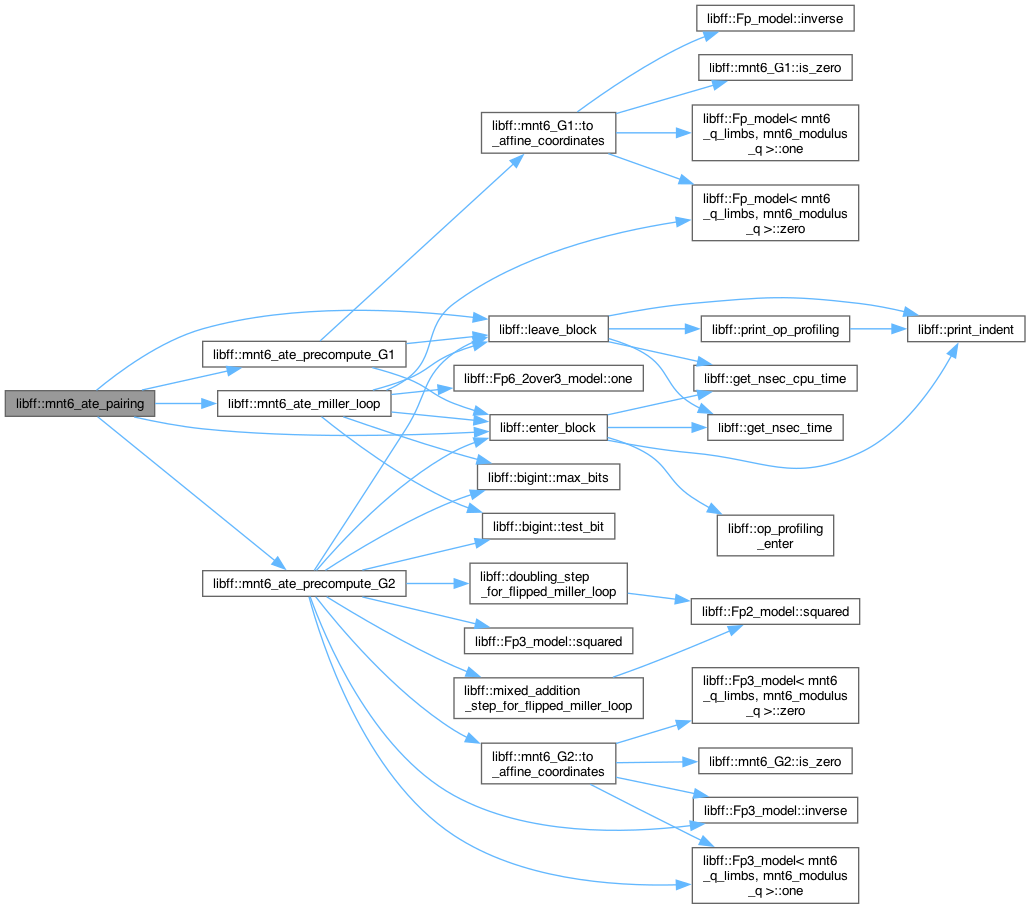 libff::Fp_model::inverse
libff::mnt6_G1::is_zero
libff::mnt6_G1::to
_affine_coordinates
libff::Fp_model< mnt6
_q_limbs, mnt6_modulus
_q >::one
libff::Fp_model< mnt6
_q_limbs, mnt6_modulus
_q >::zero
libff::leave_block
libff::print_op_profiling
libff::print_indent
libff::mnt6_ate_precompute_G1
libff::Fp6_2over3_model::one
libff::get_nsec_cpu_time
libff::mnt6_ate_pairing
libff::mnt6_ate_miller_loop
libff::enter_block
libff::get_nsec_time
libff::bigint::max_bits
libff::bigint::test_bit
libff::op_profiling
_enter
libff::mnt6_ate_precompute_G2
libff::doubling_step
_for_flipped_miller_loop
libff::Fp2_model::squared
libff::Fp3_model::squared
libff::mixed_addition
_step_for_flipped_miller_loop
libff::Fp3_model< mnt6
_q_limbs, mnt6_modulus
_q >::zero
libff::mnt6_G2::to
_affine_coordinates
libff::mnt6_G2::is_zero
libff::Fp3_model::inverse
libff::Fp3_model< mnt6
_q_limbs, mnt6_modulus
_q >::one